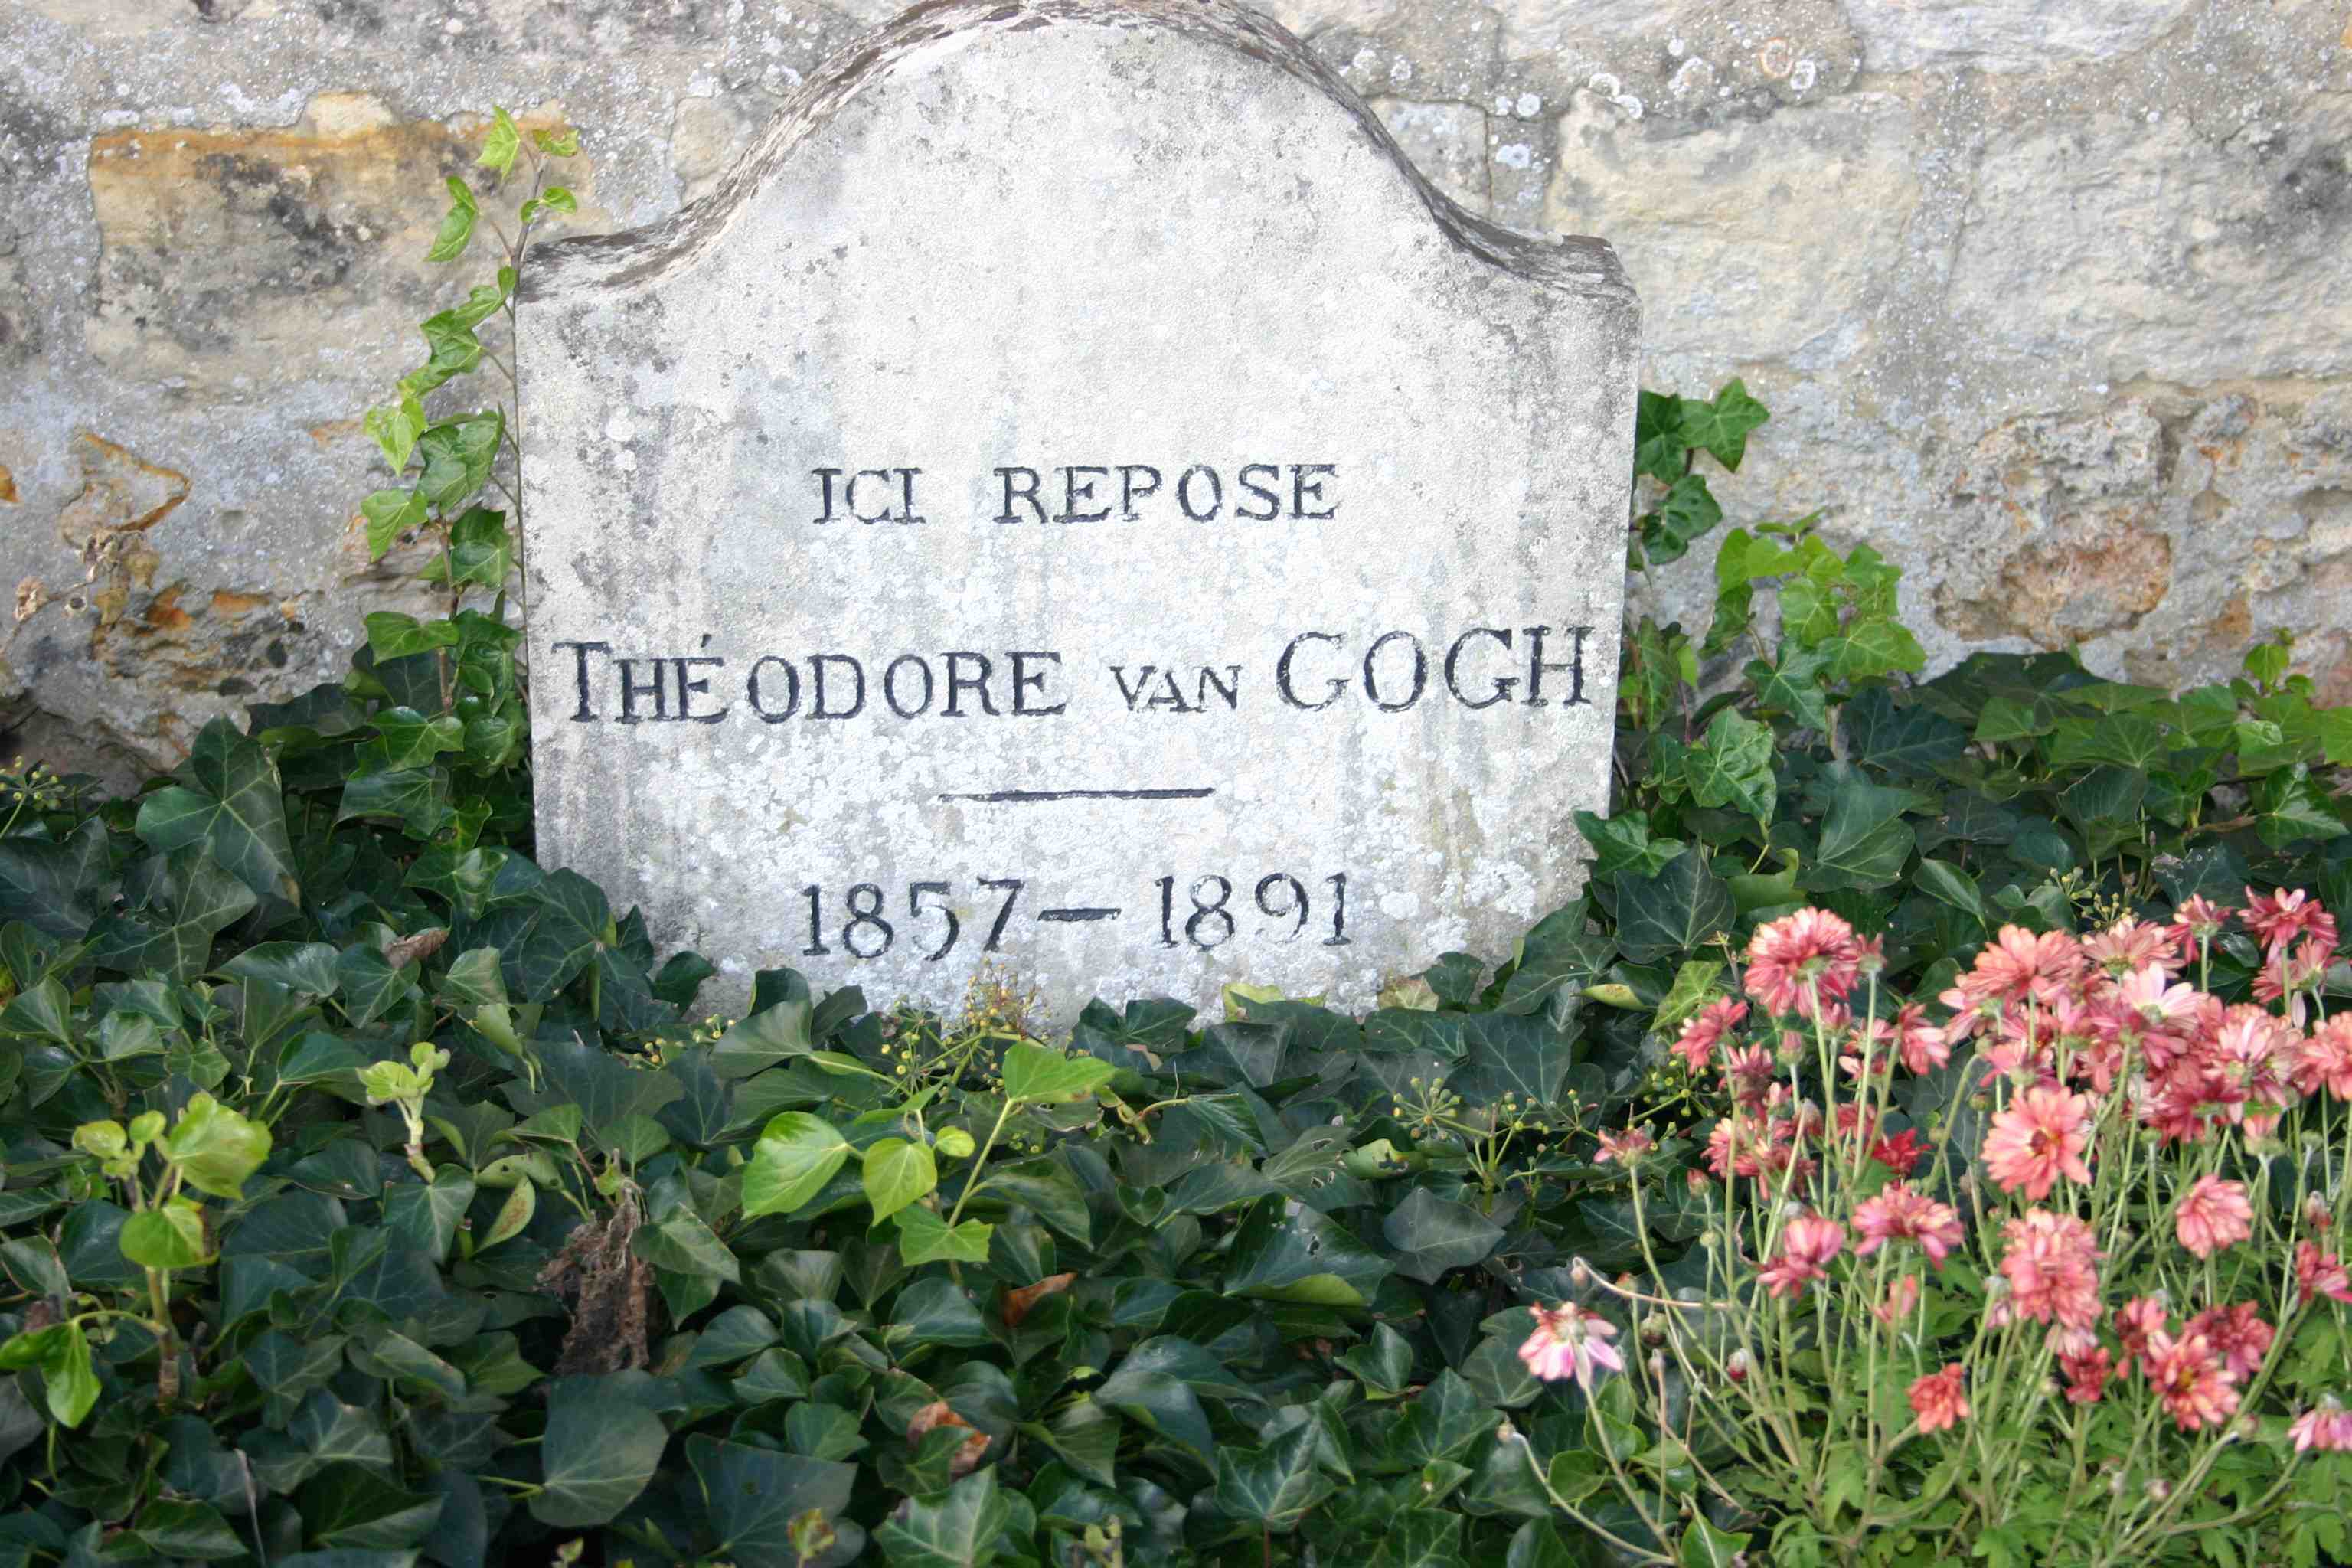 ICI REPOSE
THÉODORE VAN GOGH
1857 — 1891